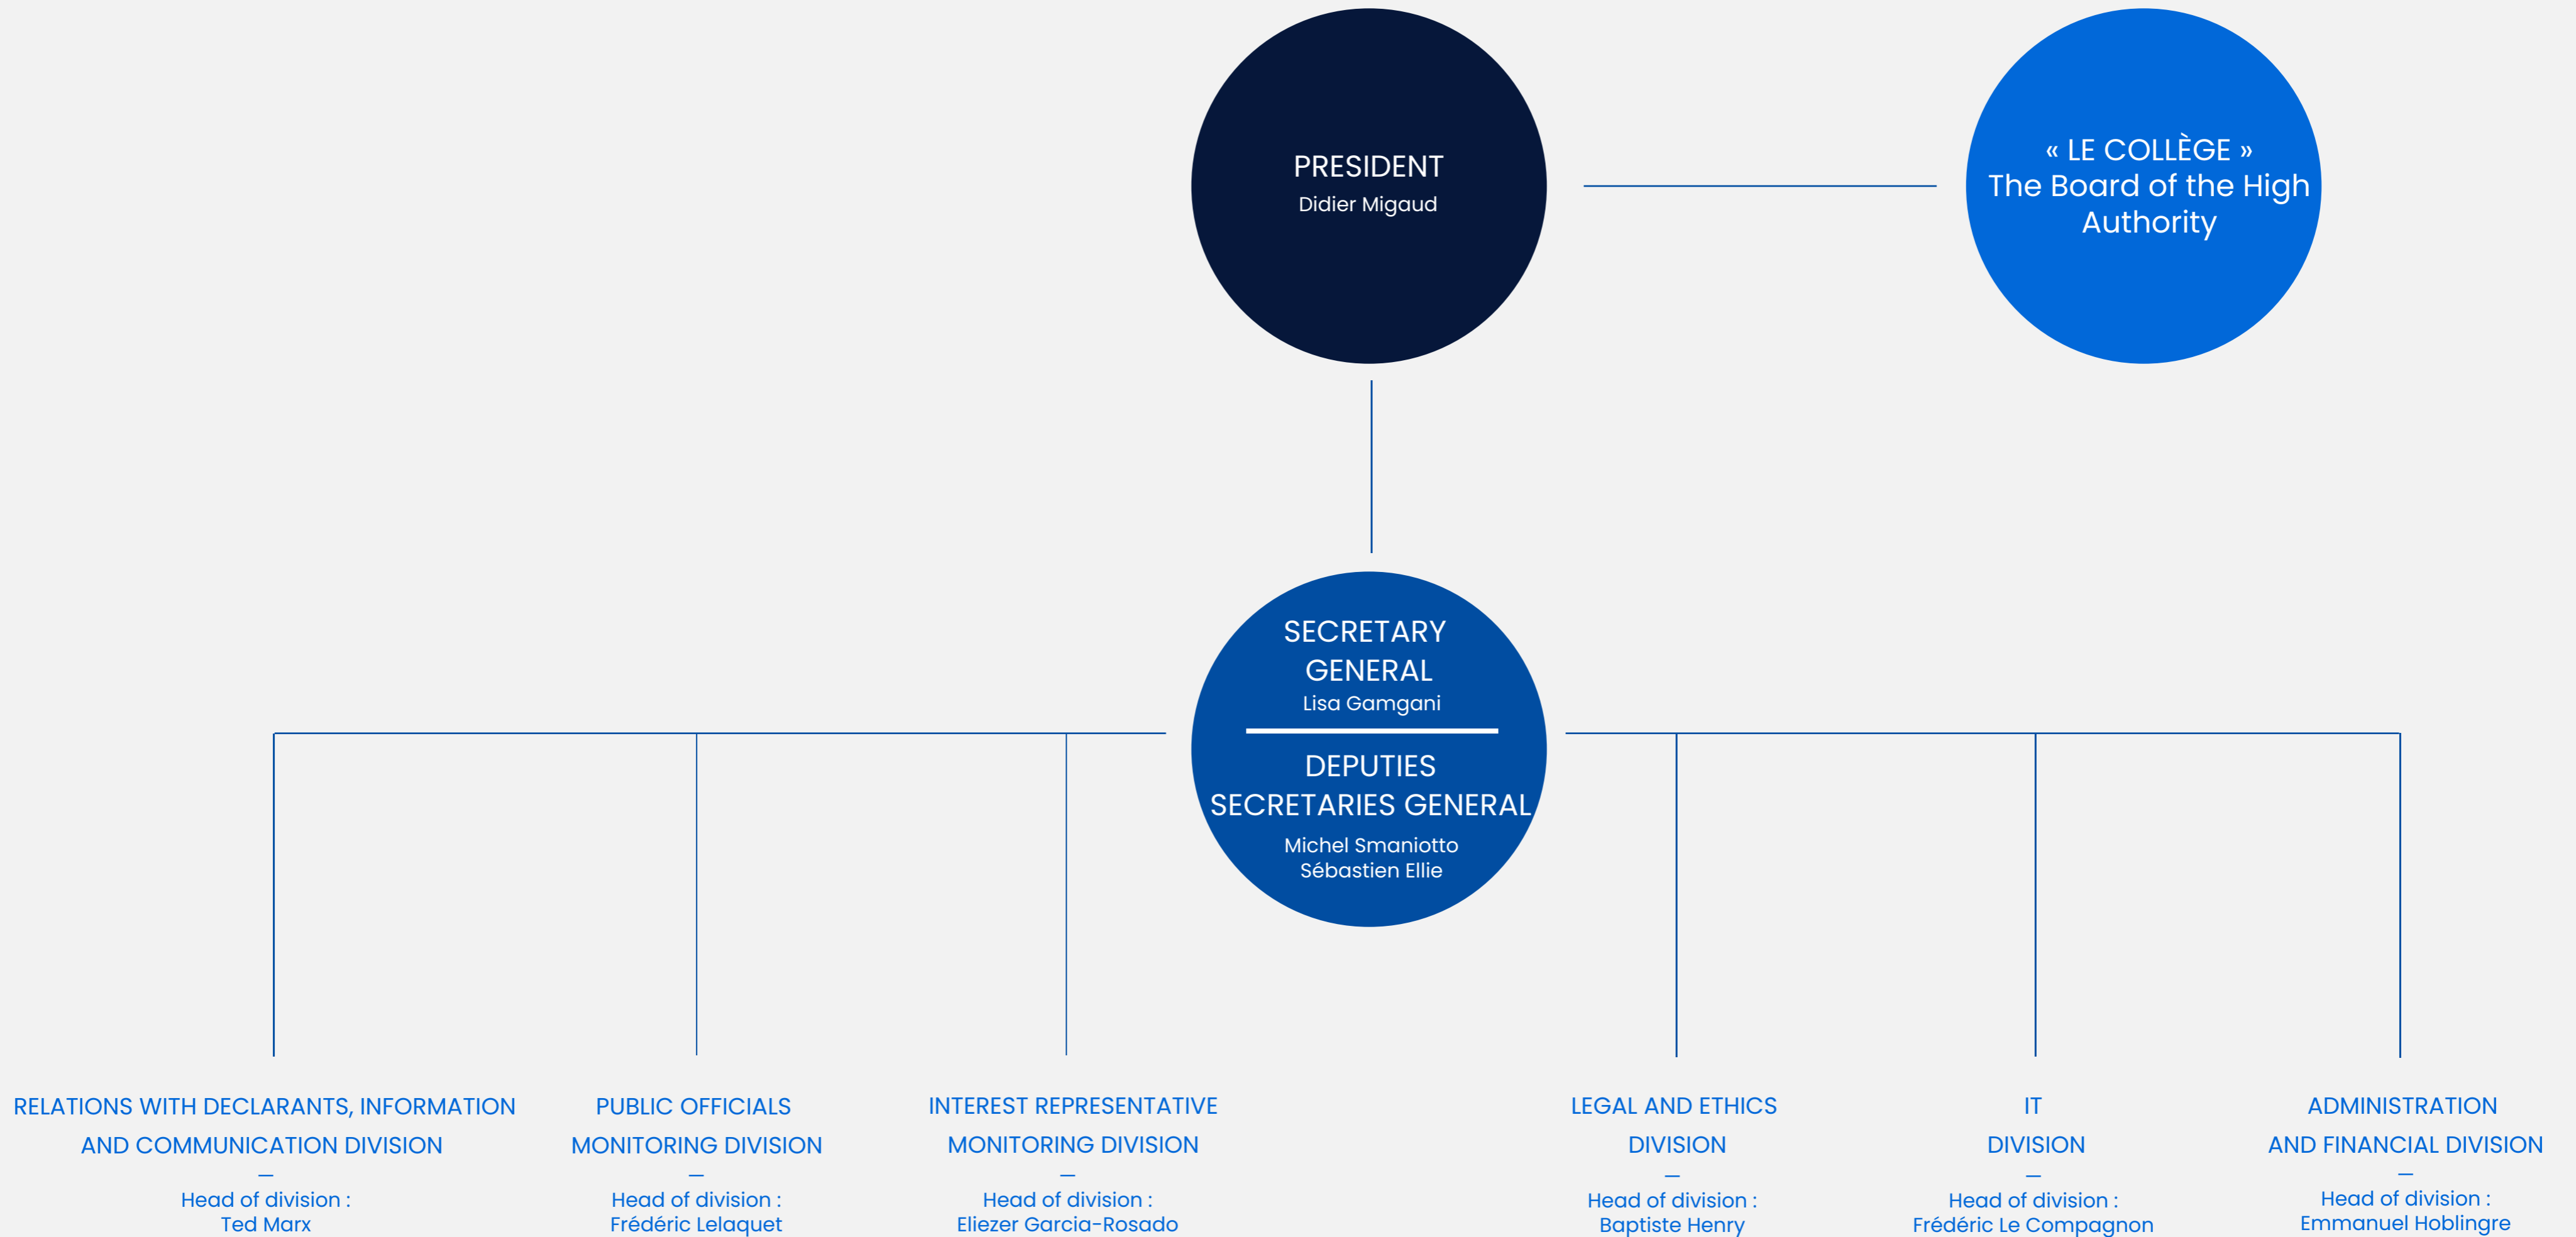 PRESIDENT
Didier Migaud
« LE COLLÈGE »
The Board of the High
Authority
SECRETARY
GENERAL
Lisa Gamgani
DEPUTIES
SECRETARIES GENERAL
Michel Smaniotto
Sébastien Ellie
RELATIONS WITH DECLARANTS, INFORMATION
AND COMMUNICATION DIVISION
—
Head of division :
Ted Marx
PUBLIC OFFICIALS
MONITORING DIVISION
—
Head of division :
Frédéric Lelaquet
INTEREST REPRESENTATIVE
MONITORING DIVISION
—
Head of division :
Eliezer Garcia-Rosado
LEGAL AND ETHICS
DIVISION
—
Head of division :
Baptiste Henry
IT
DIVISION
—
Head of division :
Frédéric Le Compagnon
ADMINISTRATION
AND FINANCIAL DIVISION
—
Head of division :
Emmanuel Hoblingre